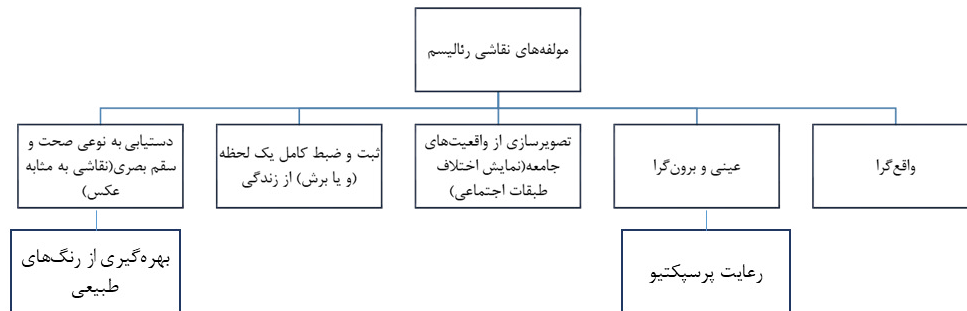 مولفه‌های نقاشی رئالیسم
واقع‌گرا
عینی و برون‌گرا
تصویرسازی از واقعیت‌های
جامعه(نمایش اختلاف
طبقات اجتماعی)
ثبت و ضبط کامل یک لحظه
(و یا برش) از زندگی
دستیابی به نوعی صحت و
سقم بصری(نقاشی به مثابه
عکس)
رعایت پرسپکتیو
بهره‌گیری از رنگ‌های
طبیعی